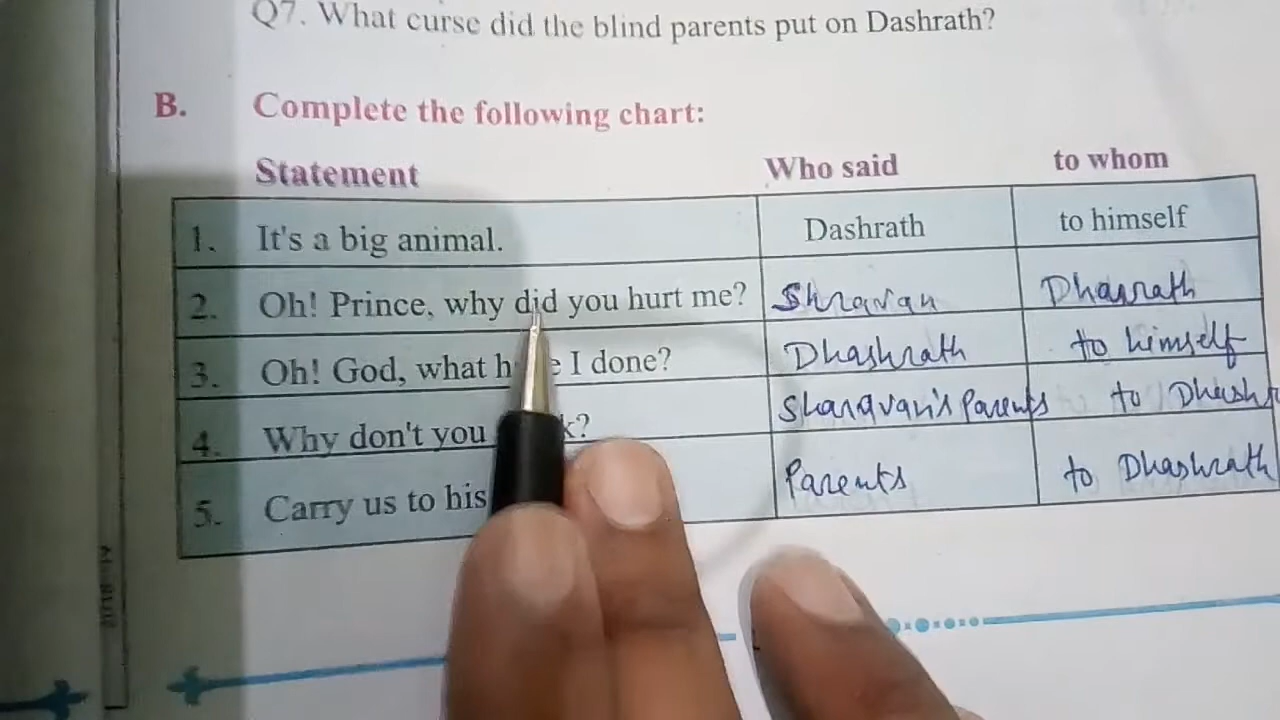 Q7. What curse did the blind parents put on Dashrath?
B. Complete the following chart:
Statement Who said to whom
1. It's a big animal. Dashrath to himself
2. Oh! Prince, why did you hurt me? Shravan Dhasrath
3. Oh! God, what I done? Dhashrath to himself
4. Why don't you Sharavan's Parents to
5. Carry us to his Parents to Dhashrath